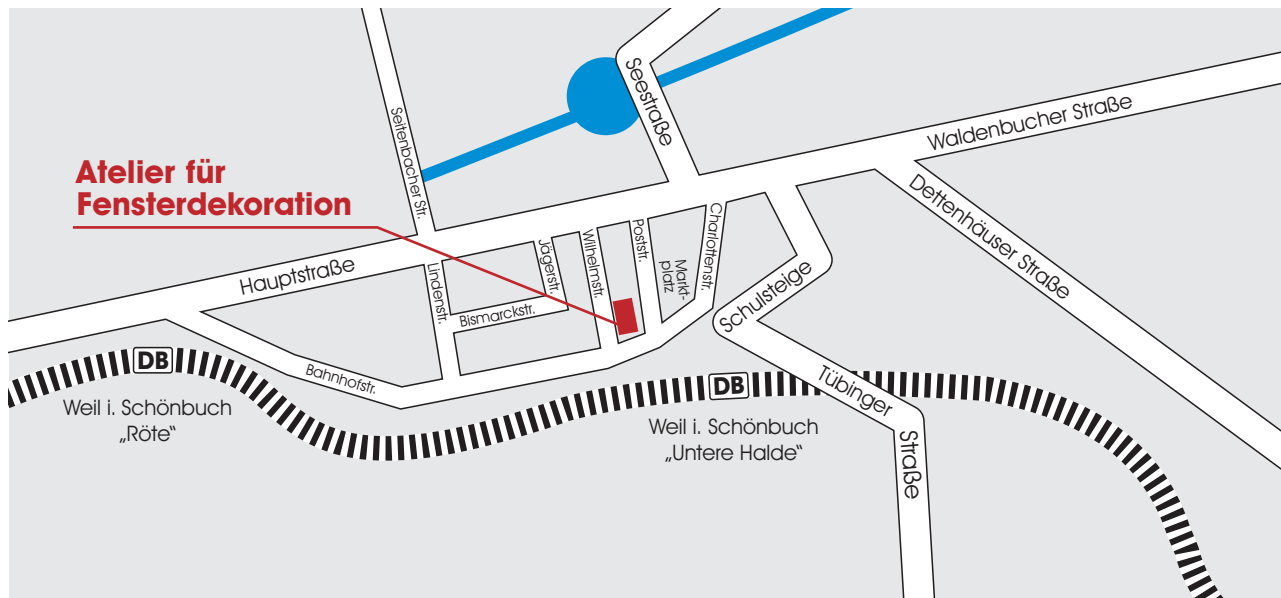 Seestraße
Waldenbucher Straße
Seitenbacher Str.
Atelier für
Fensterdekoration
Dettenhäuser Straße
Hauptstraße
Lindenstr.
Jägerstr.
Wilhelmstr.
Poststr.
Markt-
platz
Charlottenstr.
Bismarckstr.
Schulsteige
Bahnhofstr.
DB
Weil i. Schönbuch
„Röte“
DB
Weil i. Schönbuch
„Untere Halde“
Tübinger
Straße